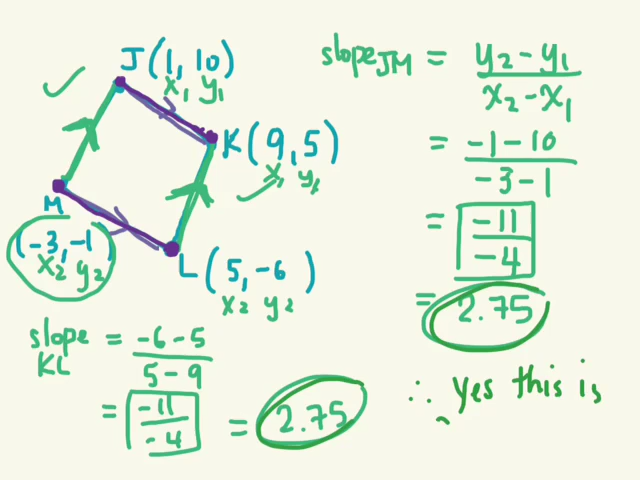 J(1, 10)
x₁ y₁
K(9, 5)
x₁ y₁
M
(-3, -1)
x₂ y₂
L(5, -6)
x₂ y₂
slope KL = -6 - 5
5 - 9
= -11
-4
= 2.75
slope JM = y₂ - y₁
x₂ - x₁
= -1 - 10
-3 - 1
= -11
-4
= 2.75
∴ yes this is